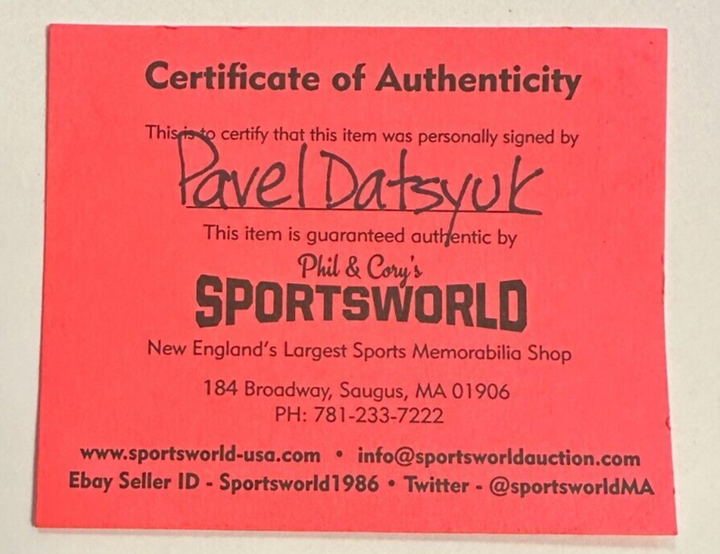 Certificate of Authenticity
This is to certify that this item was personally signed by
Pavel Datsyuk
This item is guaranteed authentic by
Phil & Cory's
SPORTSWORLD
New England's Largest Sports Memorabilia Shop
184 Broadway, Saugus, MA 01906
PH: 781-233-7222
www.sportsworld-usa.com • info@sportsworldauction.com
Ebay Seller ID - Sportsworld1986 • Twitter - @sportsworldMA